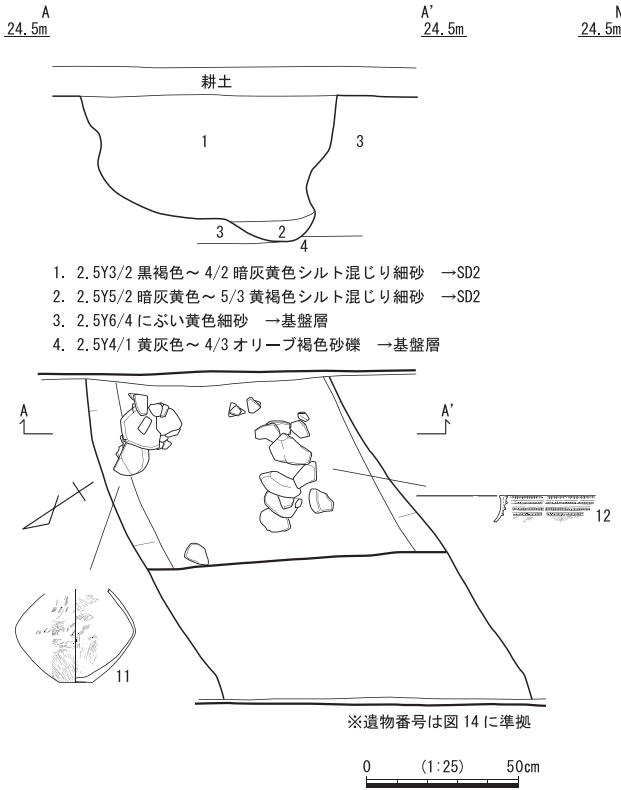 A A' N
24.5m 24.5m 24.5m
耕土
1 3
3 2
4
1. 2.5Y3/2 黒褐色～4/2 暗灰黄色シルト混じり細砂 →SD2
2. 2.5Y5/2 暗灰黄色～5/3 黄褐色シルト混じり細砂 →SD2
3. 2.5Y6/4 にぶい黄色細砂 →基盤層
4. 2.5Y4/1 黄灰色～4/3 オリーブ褐色砂礫 →基盤層
A A'
12
11
※遺物番号は図 14 に準拠
0 (1:25) 50cm